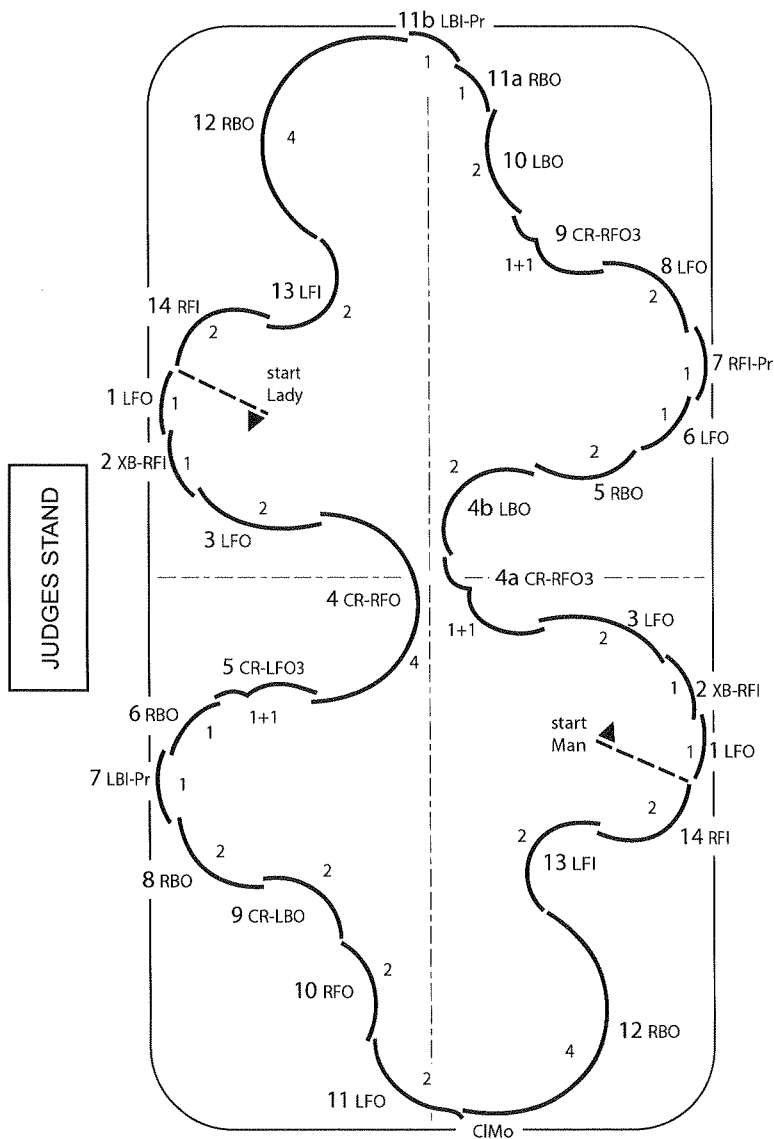 11b LBI-Pr
1
11a RBO
1
12 RBO
4
10 LBO
2
9 CR-RFO3
1+1
8 LFO
2
13 LFI
2
14 RFI
2
7 RFI-Pr
1
start
Lady
1 LFO
1
6 LFO
1
2 XB-RFI
1
2
5 RBO
2
4b LBO
3 LFO
2
JUDGES STAND
4a CR-RFO3
1+1
4 CR-RFO
4
3 LFO
2
5 CR-LFO3
1+1
2 XB-RFI
1
6 RBO
1
start
Man
1 LFO
1
7 LBI-Pr
1
14 RFI
2
13 LFI
2
8 RBO
2
9 CR-LBO
2
10 RFO
2
12 RBO
4
11 LFO
2
ClMo